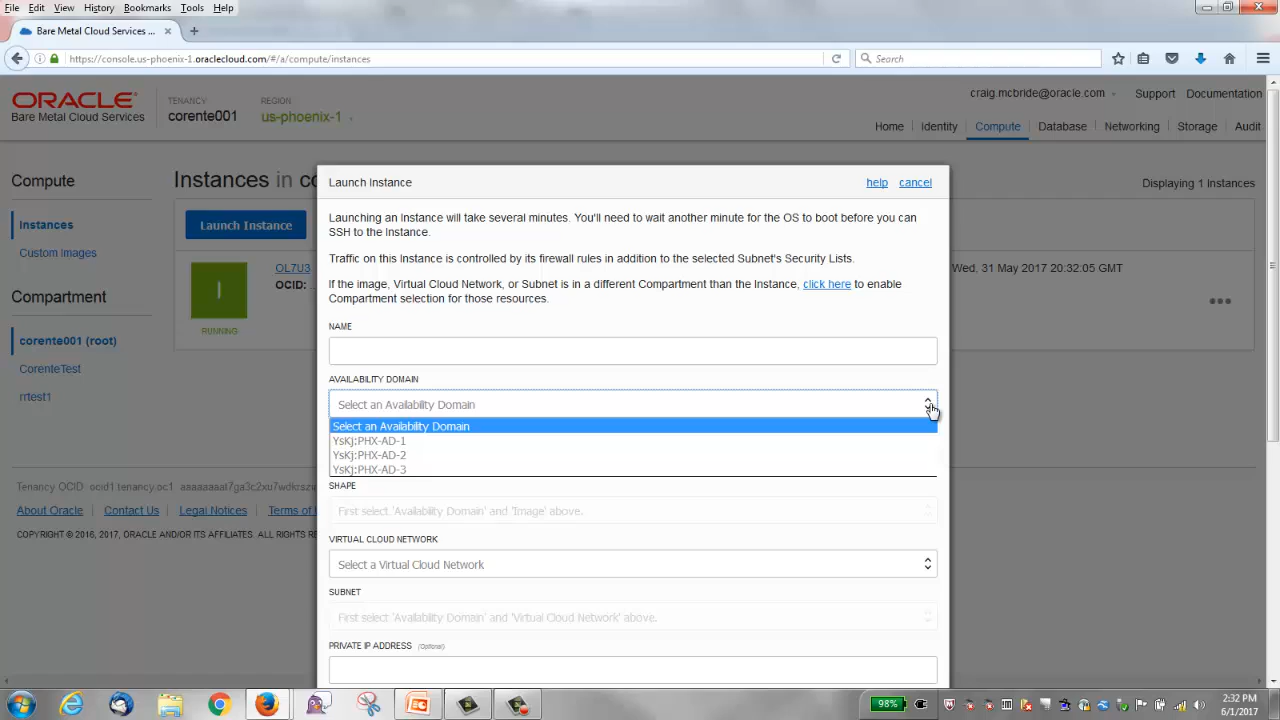 File Edit View History Bookmarks Tools Help
Bare Metal Cloud Services ...
https://console.us-phoenix-1.oraclecloud.com/#/a/compute/instances
Search
ORACLE
Bare Metal Cloud Services
TENANCY
corente001
REGION
us-phoenix-1
craig.mcbride@oracle.com
Support
Documentation
Home
Identity
Compute
Database
Networking
Storage
Audit
Compute
Instances
Custom Images
Compartment
corente001 (root)
CorenteTest
rrtest1
Instances in co
Displaying 1 Instances
Launch Instance
I
RUNNING
OL7U3
OCID:
Wed, 31 May 2017 20:32:05 GMT
Launch Instance
help
cancel
Launching an Instance will take several minutes. You'll need to wait another minute for the OS to boot before you can
SSH to the Instance.
Traffic on this Instance is controlled by its firewall rules in addition to the selected Subnet's Security Lists.
If the image, Virtual Cloud Network, or Subnet is in a different Compartment than the Instance, click here to enable
Compartment selection for those resources.
NAME
AVAILABILITY DOMAIN
Select an Availability Domain
Select an Availability Domain
YsKj:PHX-AD-1
YsKj:PHX-AD-2
YsKj:PHX-AD-3
SHAPE
First select 'Availability Domain' and 'Image' above.
VIRTUAL CLOUD NETWORK
Select a Virtual Cloud Network
SUBNET
First select 'Availability Domain' and 'Virtual Cloud Network' above.
PRIVATE IP ADDRESS (Optional)
Tenancy OCID:
About Oracle
Contact Us
Legal Notices
Terms of
COPYRIGHT © 2016, 2017, ORACLE AND/OR ITS AFFILIATES. ALL RIGHTS RE
98%
2:32 PM
6/1/2017